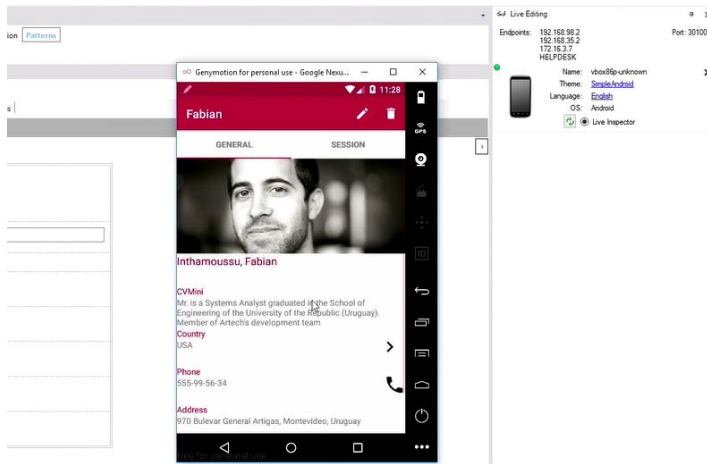 ion Patterns
s
Genymotion for personal use - Google Nexu...
11:28
Fabian
GPS
GENERAL SESSION
ID
Inthamoussu, Fabian
CVMini
Mr. is a Systems Analyst graduated in the School of
Engineering of the University of the Republic (Uruguay).
Member of Artech's development team
Country
USA
Phone
555-99-56-34
Address
970 Bulevar General Artigas, Montevideo, Uruguay
free for personal use
Live Editing
Endpoints: 192.168.98.2 Port: 30100
192.168.35.2
172.16.3.7
HELPDESK
Name: vbox86p-unknown
Theme: SimpleAndroid
Language: English
OS: Android
Live Inspector